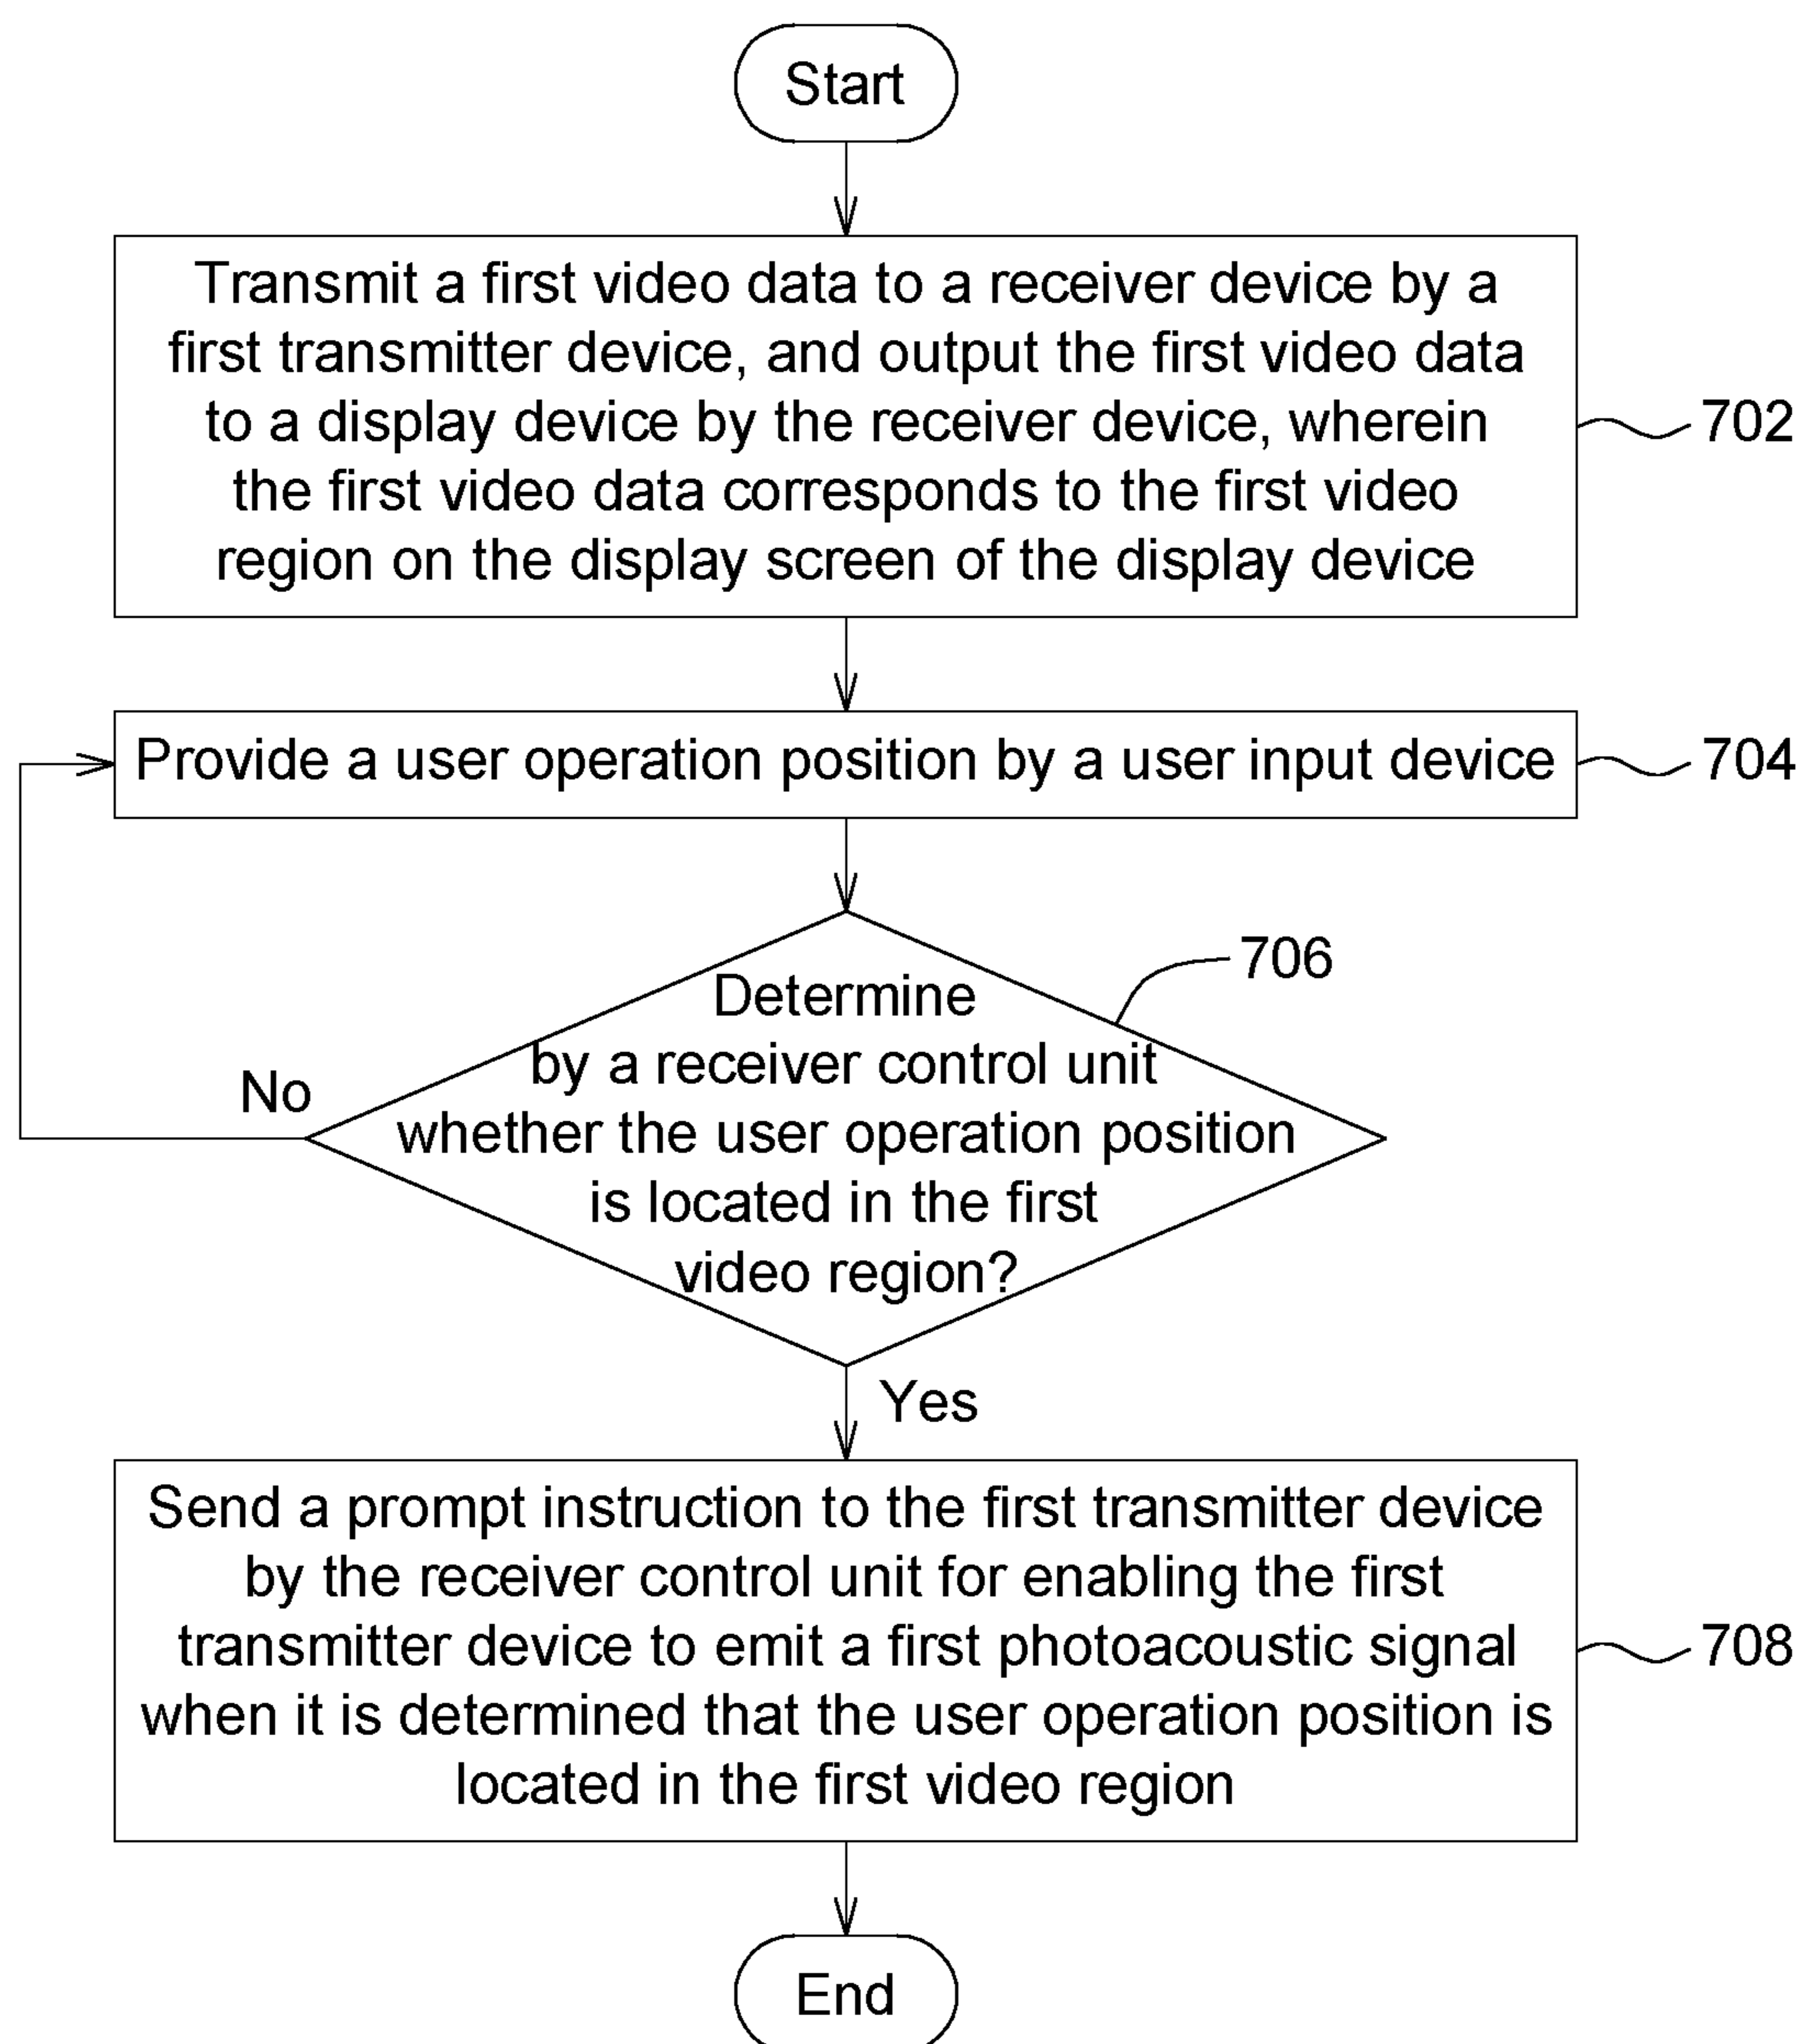 Start
Transmit a first video data to a receiver device by a
first transmitter device, and output the first video data
to a display device by the receiver device, wherein
the first video data corresponds to the first video
region on the display screen of the display device
702
Provide a user operation position by a user input device
704
706
Determine
by a receiver control unit
whether the user operation position
is located in the first
video region?
No
Yes
Send a prompt instruction to the first transmitter device
by the receiver control unit for enabling the first
transmitter device to emit a first photoacoustic signal
when it is determined that the user operation position is
located in the first video region
708
End